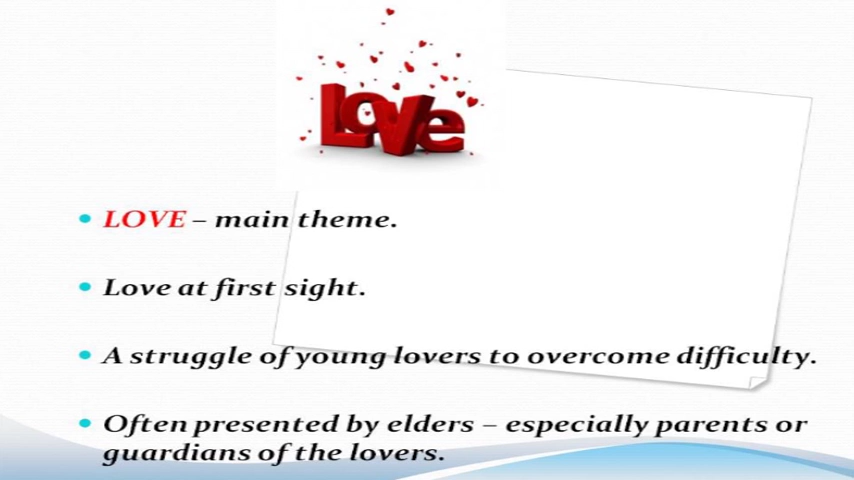 Love
LOVE – main theme.
Love at first sight.
A struggle of young lovers to overcome difficulty.
Often presented by elders – especially parents or
guardians of the lovers.